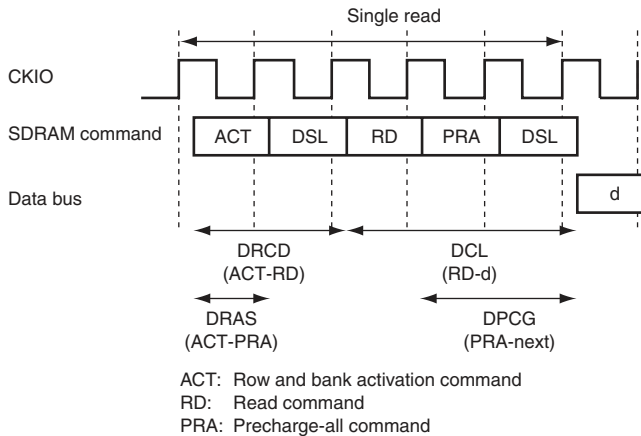 Single read
CKIO
SDRAM command
ACT DSL RD PRA DSL
Data bus
d
DRCD DCL
(ACT-RD) (RD-d)
DRAS DPCG
(ACT-PRA) (PRA-next)
ACT: Row and bank activation command
RD: Read command
PRA: Precharge-all command